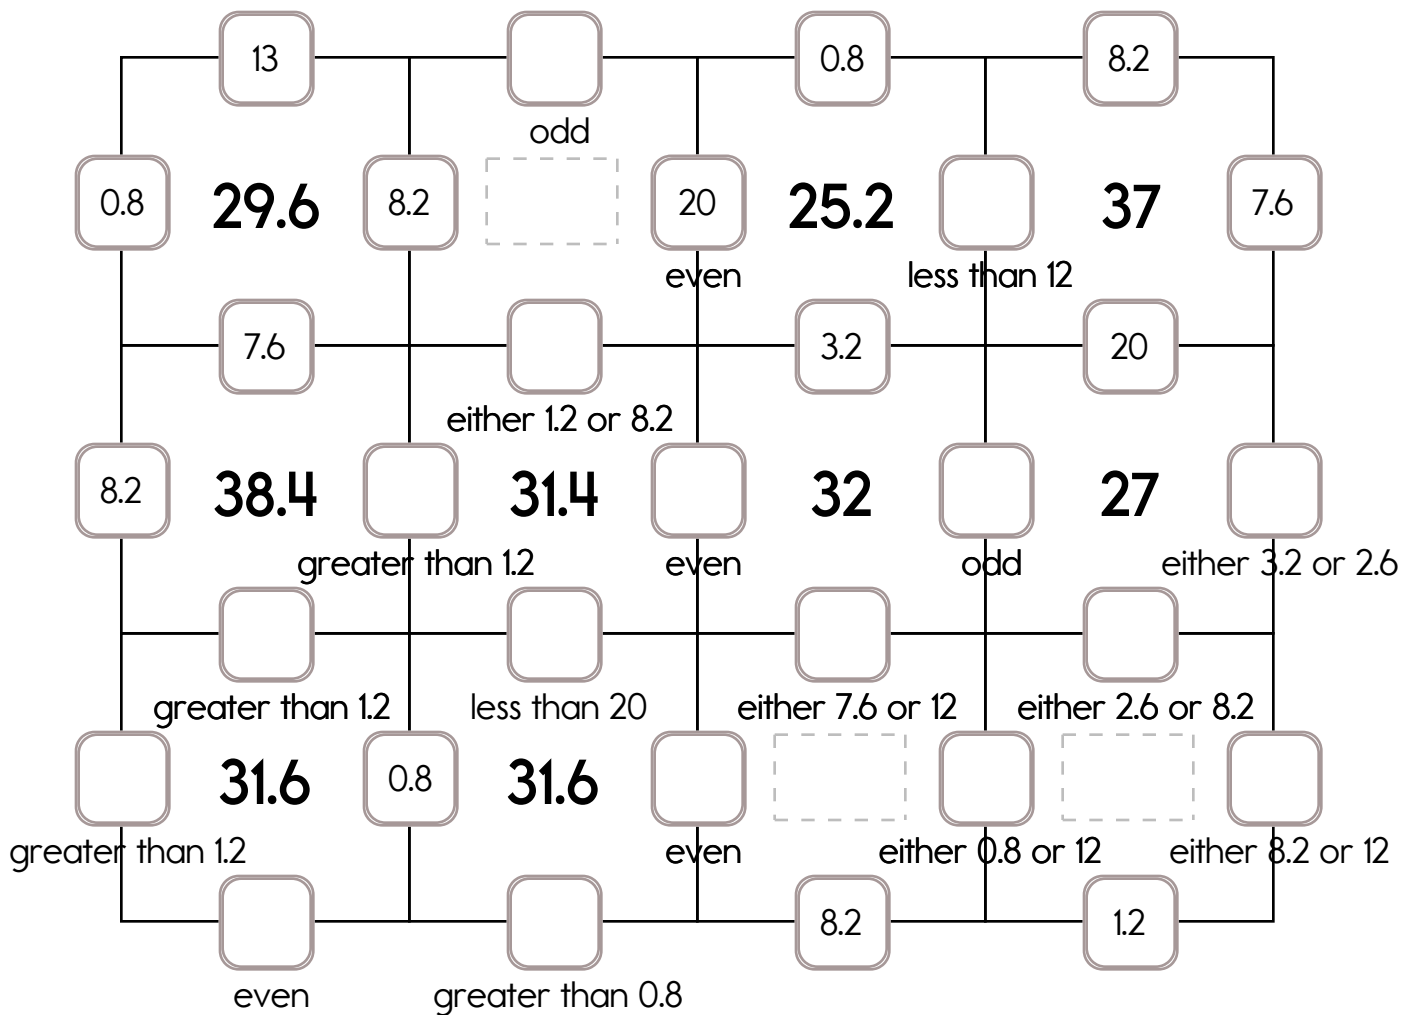 13 0.8 8.2
odd
0.8 29.6 8.2 20 25.2 37 7.6
even less than 12
7.6 3.2 20
either 1.2 or 8.2
8.2 38.4 31.4 32 27
greater than 1.2 even odd either 3.2 or 2.6
greater than 1.2 less than 20 either 7.6 or 12 either 2.6 or 8.2
31.6 0.8 31.6
greater than 1.2 even either 0.8 or 12 either 8.2 or 12
8.2 1.2
even greater than 0.8